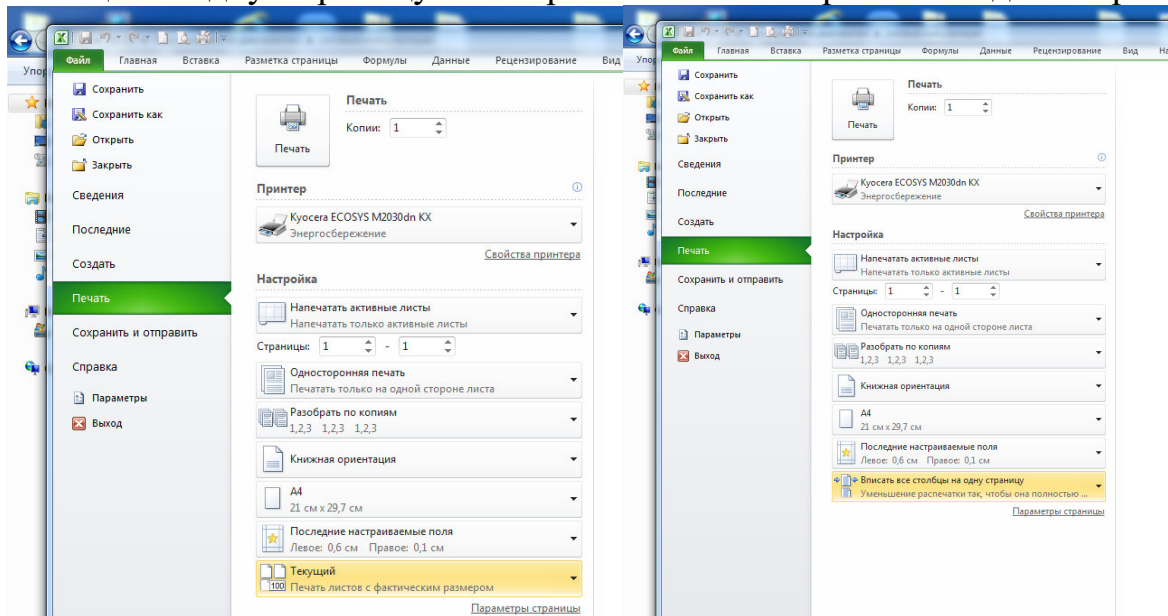 Файл Главная Вставка Разметка страницы Формулы Данные Рецензирование Вид
Упор
Сохранить
Сохранить как
Открыть
Закрыть
Сведения
Последние
Создать
Печать
Сохранить и отправить
Справка
Параметры
Выход
Печать
Печать
Копии: 1
Принтер
Kyocera ECOSYS M2030dn KX
Энергосбережение
Свойства принтера
Настройка
Напечатать активные листы
Напечатать только активные листы
Страницы: 1 - 1
Односторонняя печать
Печатать только на одной стороне листа
Разобрать по копиям
1,2,3 1,2,3 1,2,3
Книжная ориентация
A4
21 см x 29,7 см
Последние настраиваемые поля
Левое: 0,6 см Правое: 0,1 см
Текущий
100 Печать листов с фактическим размером
Параметры страницы
Файл Главная Вставка Разметка страницы Формулы Данные Рецензирование Вид На
Упор
Сохранить
Сохранить как
Открыть
Закрыть
Сведения
Последние
Создать
Печать
Сохранить и отправить
Справка
Параметры
Выход
Печать
Печать
Копии: 1
Принтер
Kyocera ECOSYS M2030dn KX
Энергосбережение
Свойства принтера
Настройка
Напечатать активные листы
Напечатать только активные листы
Страницы: 1 - 1
Односторонняя печать
Печатать только на одной стороне листа
Разобрать по копиям
1,2,3 1,2,3 1,2,3
Книжная ориентация
A4
21 см x 29,7 см
Последние настраиваемые поля
Левое: 0,6 см Правое: 0,1 см
Вписать все столбцы на одну страницу
Уменьшение распечатки так, чтобы она полностью ...
Параметры страницы